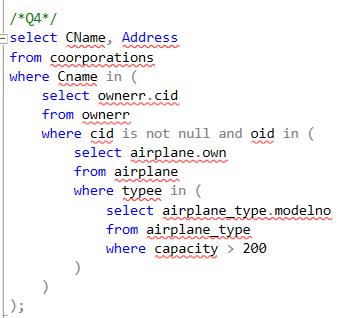 /*Q4*/
select CName, Address
from coorporations
where Cname in (
select ownerr.cid
from ownerr
where cid is not null and oid in (
select airplane.own
from airplane
where typee in (
select airplane_type.modelno
from airplane_type
where capacity > 200
)
)
);